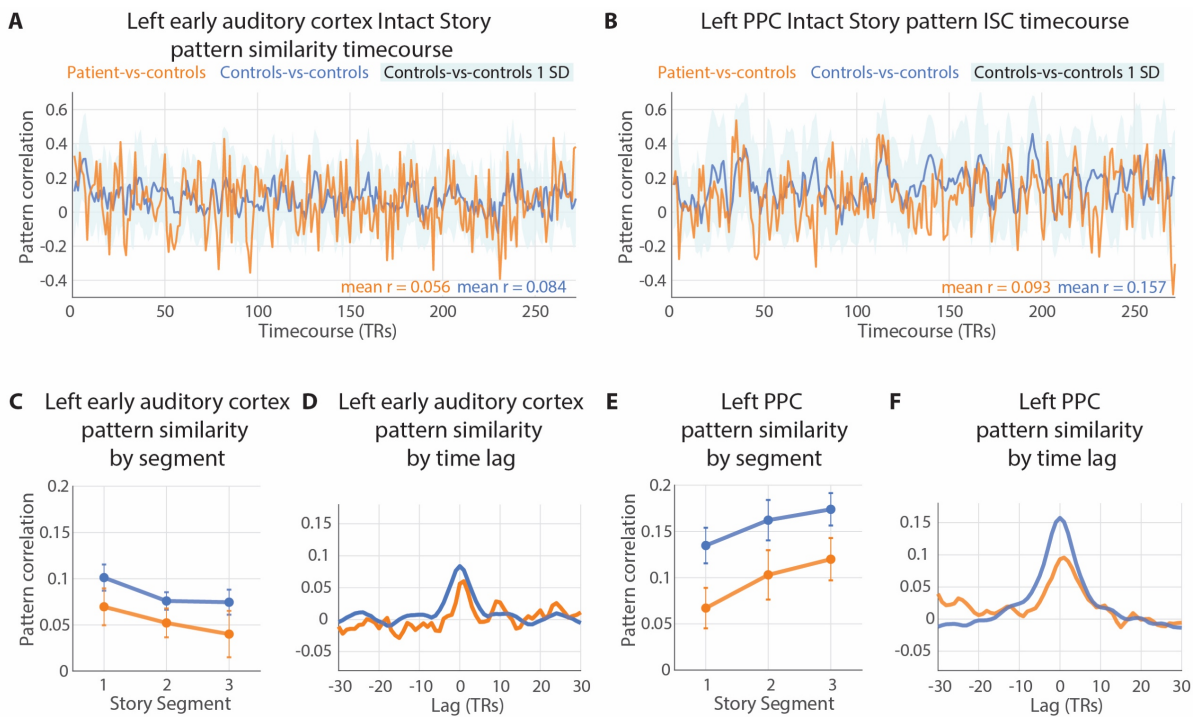 A
Left early auditory cortex Intact Story
pattern similarity timecourse
Patient-vs-controls Controls-vs-controls Controls-vs-controls 1 SD
Pattern correlation
0.6
0.4
0.2
0
-0.2
-0.4
mean r = 0.056 mean r = 0.084
0 50 100 150 200 250
Timecourse (TRs)
B
Left PPC Intact Story pattern ISC timecourse
Patient-vs-controls Controls-vs-controls Controls-vs-controls 1 SD
Pattern correlation
0.6
0.4
0.2
0
-0.2
-0.4
mean r = 0.093 mean r = 0.157
0 50 100 150 200 250
Timecourse (TRs)
C
Left early auditory cortex
pattern similarity
by segment
Pattern correlation
0.2
0.15
0.1
0.05
0
1 2 3
Story Segment
D
Left early auditory cortex
pattern similarity
by time lag
0.15
0.1
0.05
0
-0.05
-30 -20 -10 0 10 20 30
Lag (TRs)
E
Left PPC
pattern similarity
by segment
Pattern correlation
0.2
0.15
0.1
0.05
0
1 2 3
Story Segment
F
Left PPC
pattern similarity
by time lag
0.15
0.1
0.05
0
-0.05
-30 -20 -10 0 10 20 30
Lag (TRs)